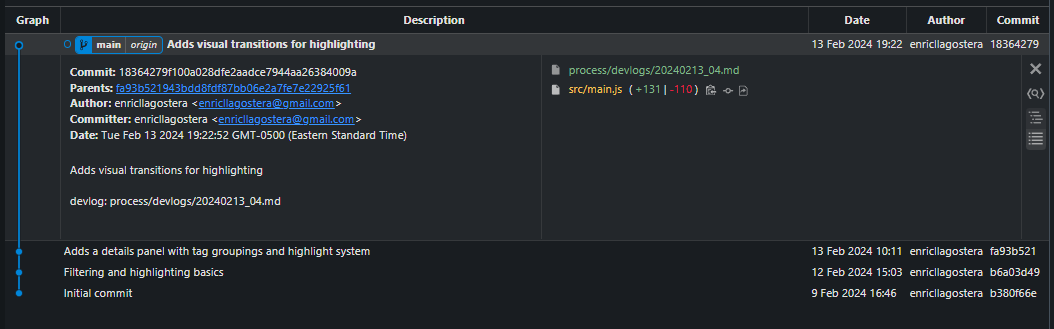 Graph Description Date Author Commit
main origin Adds visual transitions for highlighting 13 Feb 2024 19:22 enricllagostera 18364279
Commit: 18364279f100a028dfe2aadce7944aa26384009a
Parents: fa93b521943bdd8fdf87bb06e2a7fe7e22925f61
Author: enricllagostera <enricllagostera@gmail.com>
Committer: enricllagostera <enricllagostera@gmail.com>
Date: Tue Feb 13 2024 19:22:52 GMT-0500 (Eastern Standard Time)
Adds visual transitions for highlighting
devlog: process/devlogs/20240213_04.md
process/devlogs/20240213_04.md
src/main.js (+131|-110)
Adds a details panel with tag groupings and highlight system 13 Feb 2024 10:11 enricllagostera fa93b521
Filtering and highlighting basics 12 Feb 2024 15:03 enricllagostera b6a03d49
Initial commit 9 Feb 2024 16:46 enricllagostera b380f66e